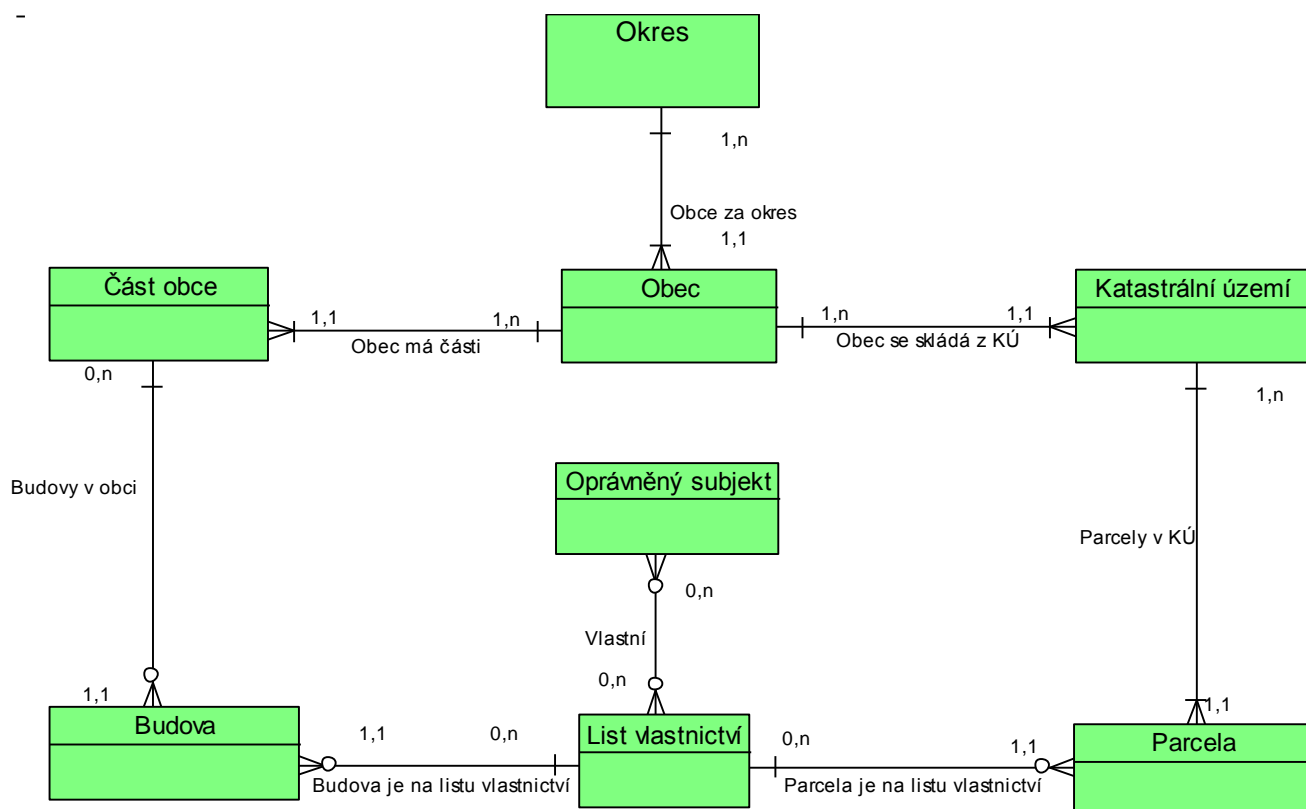 -
Okres
1,n
Obce za okres
1,1
Část obce
Obec
Katastrální území
1,1
1,n
Obec má části
1,n
1,1
Obec se skládá z KÚ
0,n
1,n
Budovy v obci
Oprávněný subjekt
Parcely v KÚ
0,n
Vlastní
0,n
1,1
1,1
Budova
List vlastnictví
Parcela
1,1
0,n
Budova je na listu vlastnictví
0,n
1,1
Parcela je na listu vlastnictví